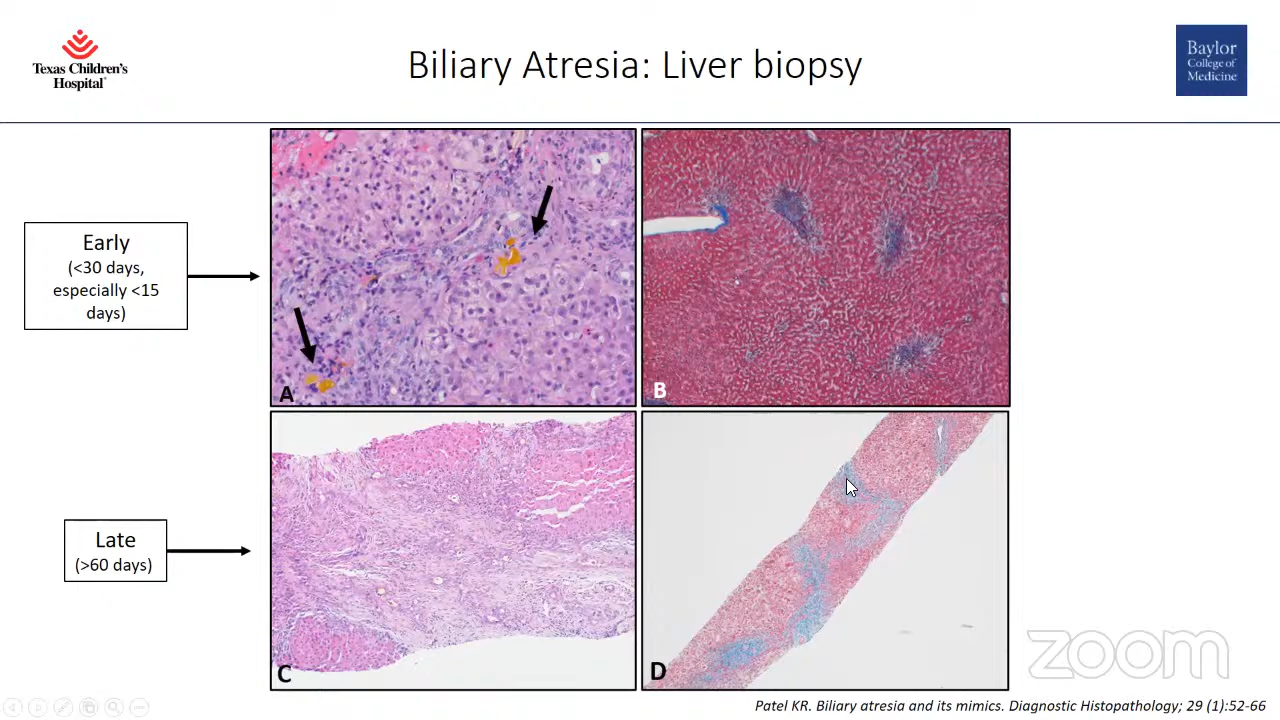 Texas Children's
Hospital
Biliary Atresia: Liver biopsy
Baylor
College of
Medicine
Early
(<30 days,
especially <15
days)
A
B
Late
(>60 days)
C
D
zoom
Patel KR. Biliary atresia and its mimics. Diagnostic Histopathology; 29 (1):52-66